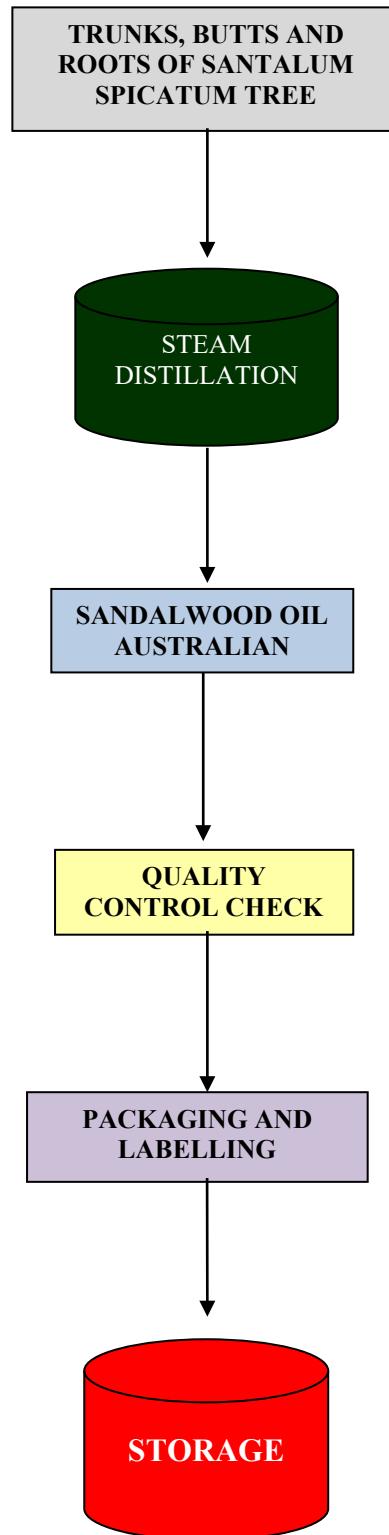 TRUNKS, BUTTS AND
ROOTS OF SANTALUM
SPICATUM TREE
STEAM
DISTILLATION
SANDALWOOD OIL
AUSTRALIAN
QUALITY
CONTROL CHECK
PACKAGING AND
LABELLING
STORAGE